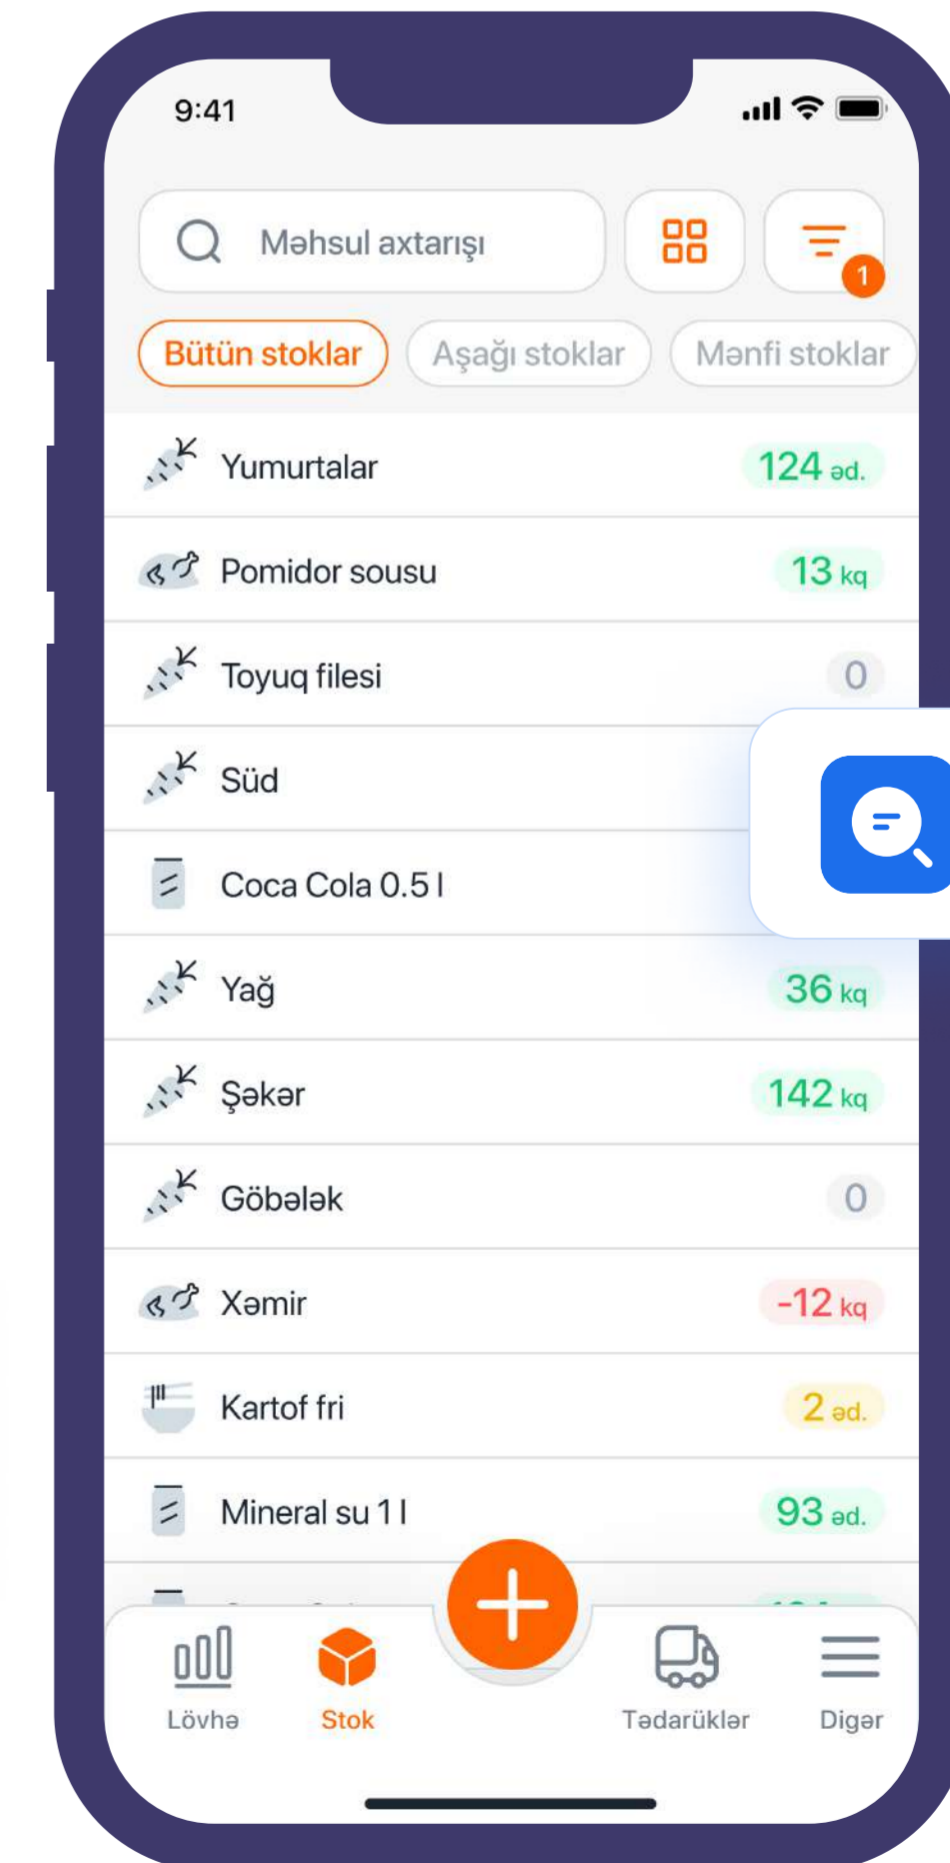 9:41
Məhsul axtarışı
1
Bütün stoklar Aşağı stoklar Mənfi stoklar
Yumurtalar 124 əd.
Pomidor sousu 13 kq
Toyuq filesi 0
Süd
Coca Cola 0.5 l
Yağ 36 kq
Şəkər 142 kq
Göbələk 0
Xəmir -12 kq
Kartof fri 2 əd.
Mineral su 1 l 93 əd.
Lövhə Stok Tədarüklər Digər